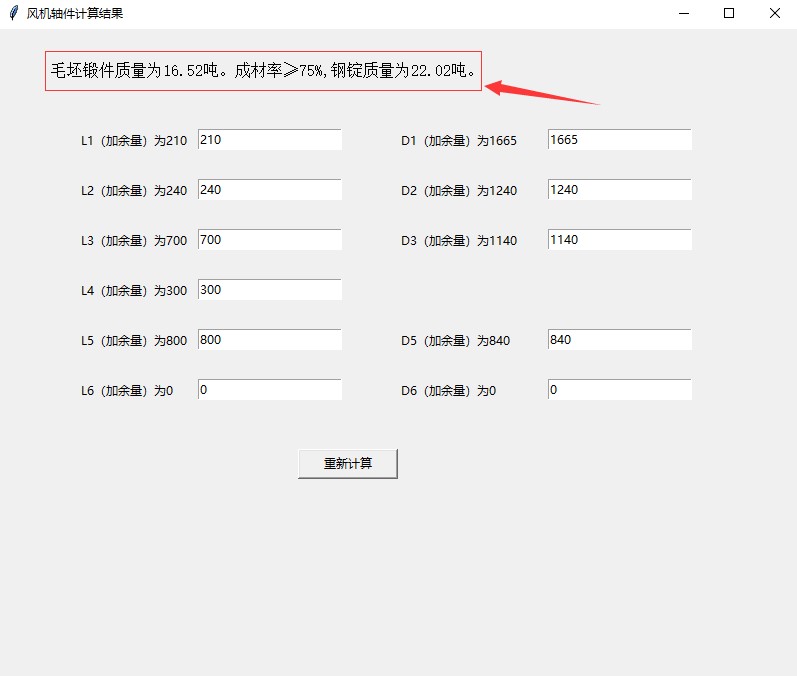 风机轴件计算结果
毛坯锻件质量为16.52吨。成材率≥75%,钢锭质量为22.02吨。
L1（加余量）为210 210 D1（加余量）为1665 1665
L2（加余量）为240 240 D2（加余量）为1240 1240
L3（加余量）为700 700 D3（加余量）为1140 1140
L4（加余量）为300 300
L5（加余量）为800 800 D5（加余量）为840 840
L6（加余量）为0 0 D6（加余量）为0 0
重新计算